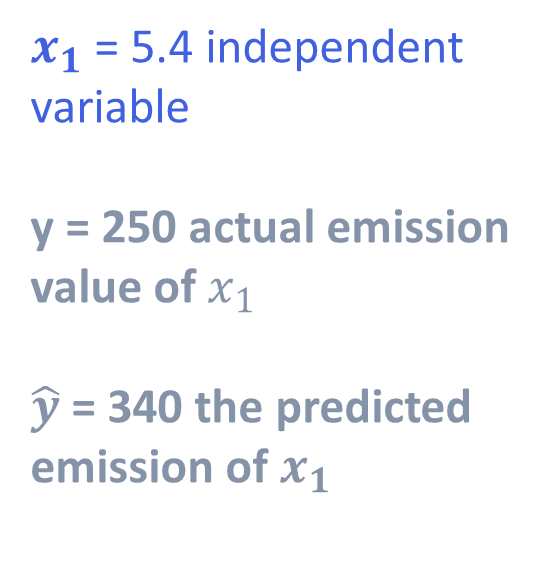 x₁ = 5.4 independent
variable
y = 250 actual emission
value of x₁
ŷ = 340 the predicted
emission of x₁